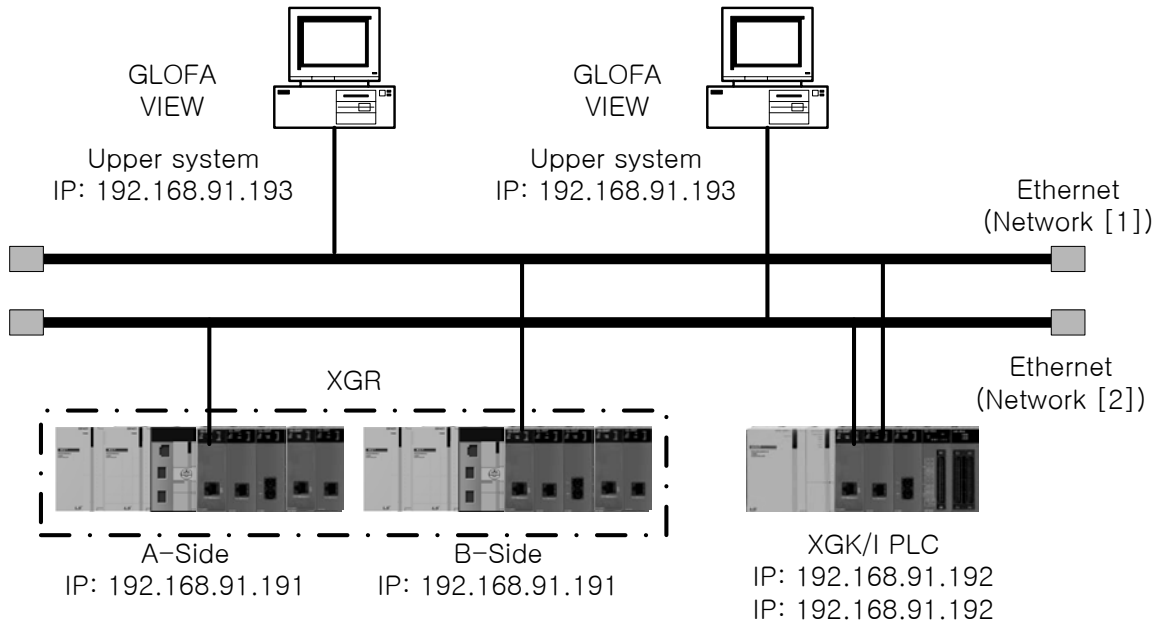 GLOFA
VIEW
Upper system
IP: 192.168.91.193
GLOFA
VIEW
Upper system
IP: 192.168.91.193
Ethernet
(Network [1])
Ethernet
(Network [2])
XGR
A-Side
IP: 192.168.91.191
B-Side
IP: 192.168.91.191
XGK/I PLC
IP: 192.168.91.192
IP: 192.168.91.192